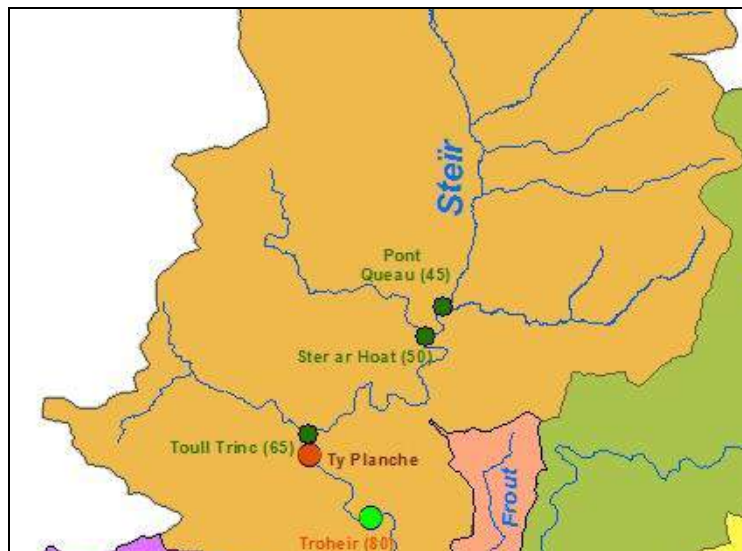 Steïr
Pont
Queau (45)
Ster ar Hoat (50)
Toull Trinc (65)
Ty Planche
Frout
Troheir (80)